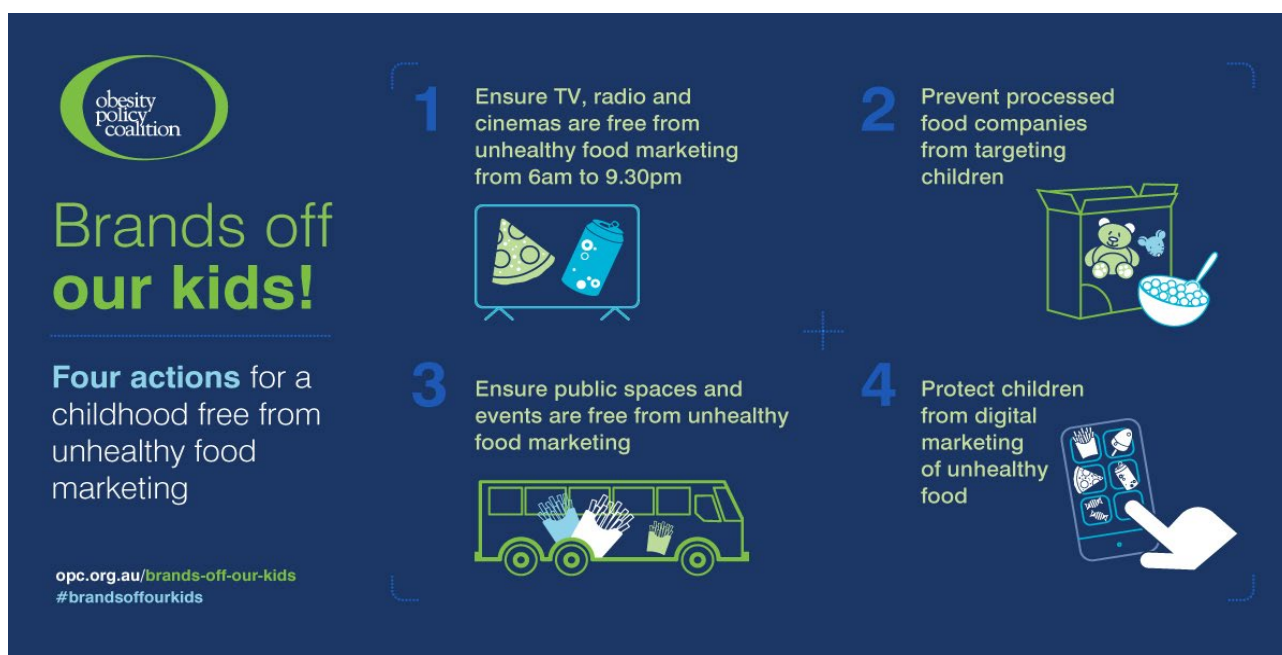 obesity
policy
coalition
Brands off
our kids!
Four actions for a
childhood free from
unhealthy food
marketing
opc.org.au/brands-off-our-kids
#brandsoffourkids
1
Ensure TV, radio and
cinemas are free from
unhealthy food marketing
from 6am to 9.30pm
2
Prevent processed
food companies
from targeting
children
3
Ensure public spaces and
events are free from unhealthy
food marketing
4
Protect children
from digital
marketing
of unhealthy
food